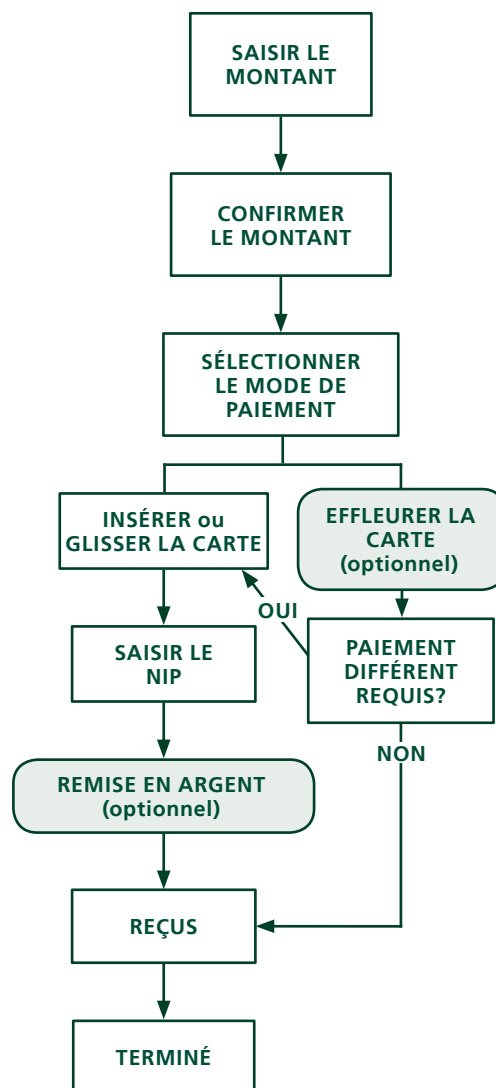 SAISIR LE
MONTANT
CONFIRMER
LE MONTANT
SÉLECTIONNER
LE MODE DE
PAIEMENT
INSÉRER ou
GLISSER LA CARTE
EFFLEURER LA
CARTE
(optionnel)
OUI
SAISIR LE
NIP
PAIEMENT
DIFFÉRENT
REQUIS?
NON
REMISE EN ARGENT
(optionnel)
REÇUS
TERMINÉ